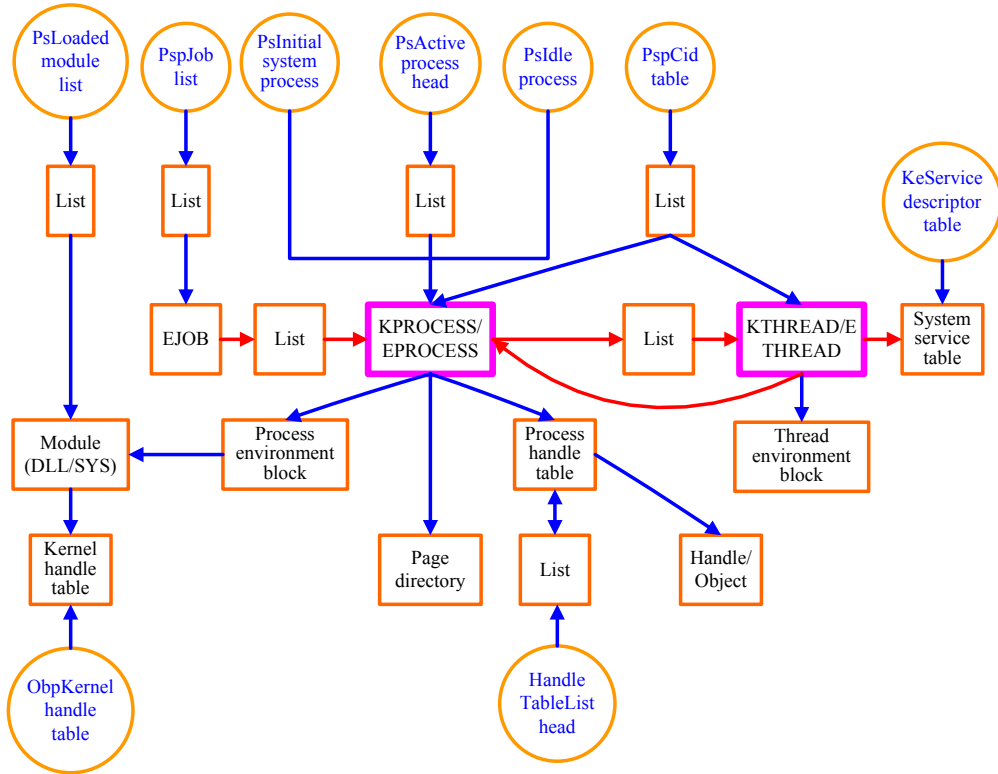 PsLoaded
module
list
PspJob
list
PsInitial
system
process
PsActive
process
head
PsIdle
process
PspCid
table
KeService
descriptor
table
List
List
List
List
EJOB
List
KPROCESS/
EPROCESS
List
KTHREAD/E
THREAD
System
service
table
Module
(DLL/SYS)
Process
environment
block
Process
handle
table
Thread
environment
block
Kernel
handle
table
Page
directory
List
Handle/
Object
ObpKernel
handle
table
Handle
TableList
head